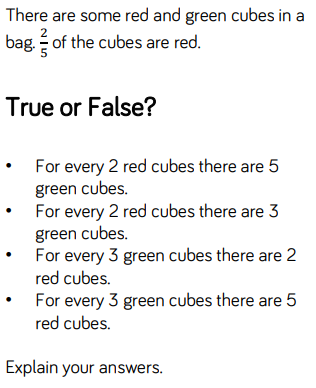 There are some red and green cubes in a
bag. 2/5 of the cubes are red.
True or False?
• For every 2 red cubes there are 5
green cubes.
• For every 2 red cubes there are 3
green cubes.
• For every 3 green cubes there are 2
red cubes.
• For every 3 green cubes there are 5
red cubes.
Explain your answers.